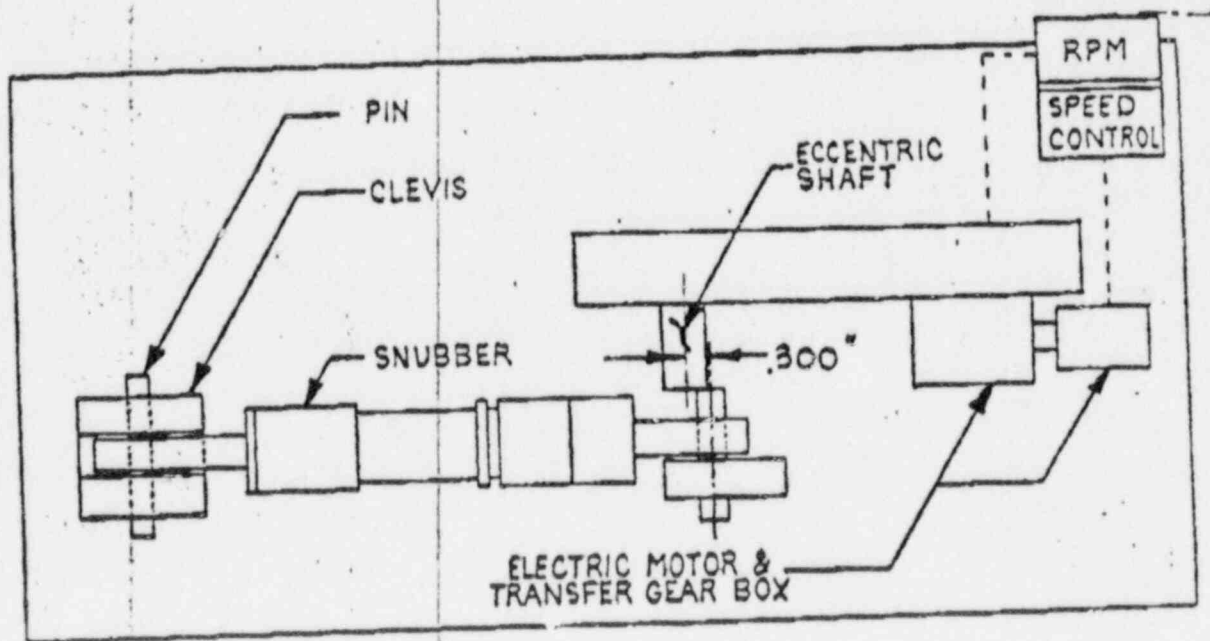 RPM
SPEED
CONTROL
PIN
ECCENTRIC
SHAFT
CLEVIS
SNUBBER
.300"
ELECTRIC MOTOR &
TRANSFER GEAR BOX